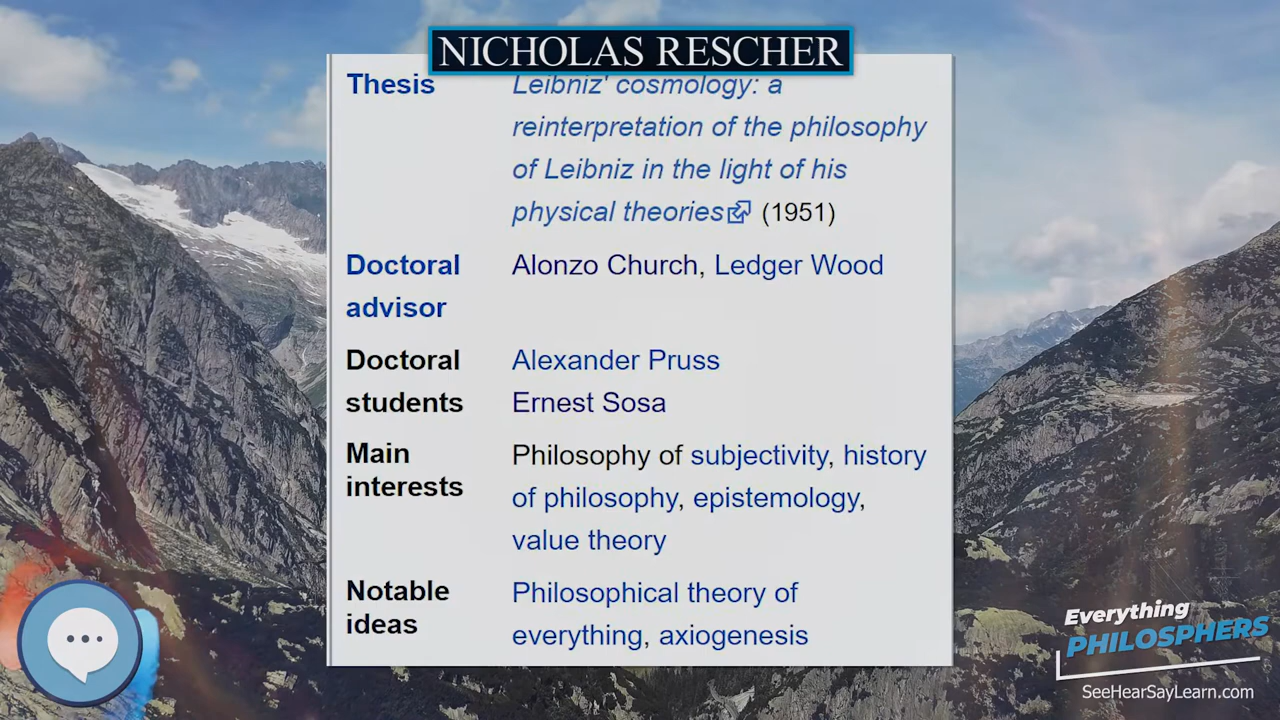 NICHOLAS RESCHER
Thesis
Leibniz' cosmology: a
reinterpretation of the philosophy
of Leibniz in the light of his
physical theories (1951)
Doctoral
advisor
Alonzo Church, Ledger Wood
Doctoral
students
Alexander Pruss
Ernest Sosa
Main
interests
Philosophy of subjectivity, history
of philosophy, epistemology,
value theory
Notable
ideas
Philosophical theory of
everything, axiogenesis
Everything
PHILOSPHERS
SeeHearSayLearn.com